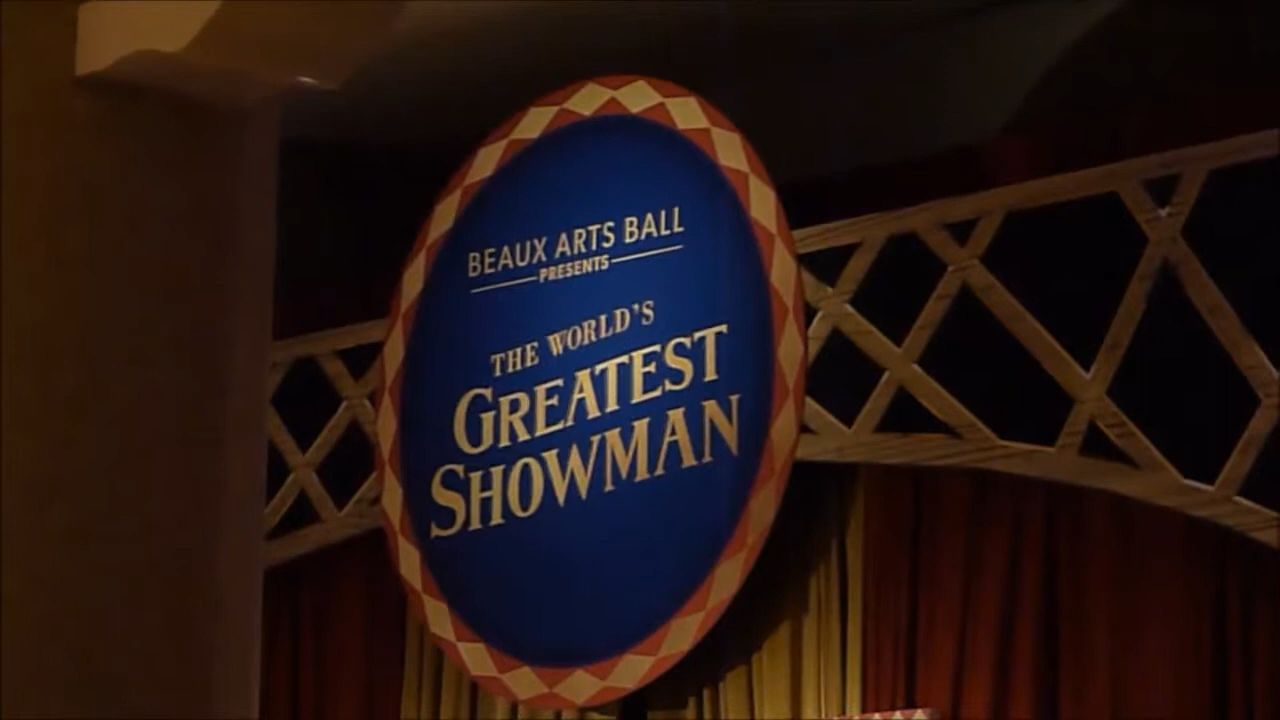 BEAUX ARTS BALL
PRESENTS
THE WORLD'S
GREATEST
SHOWMAN